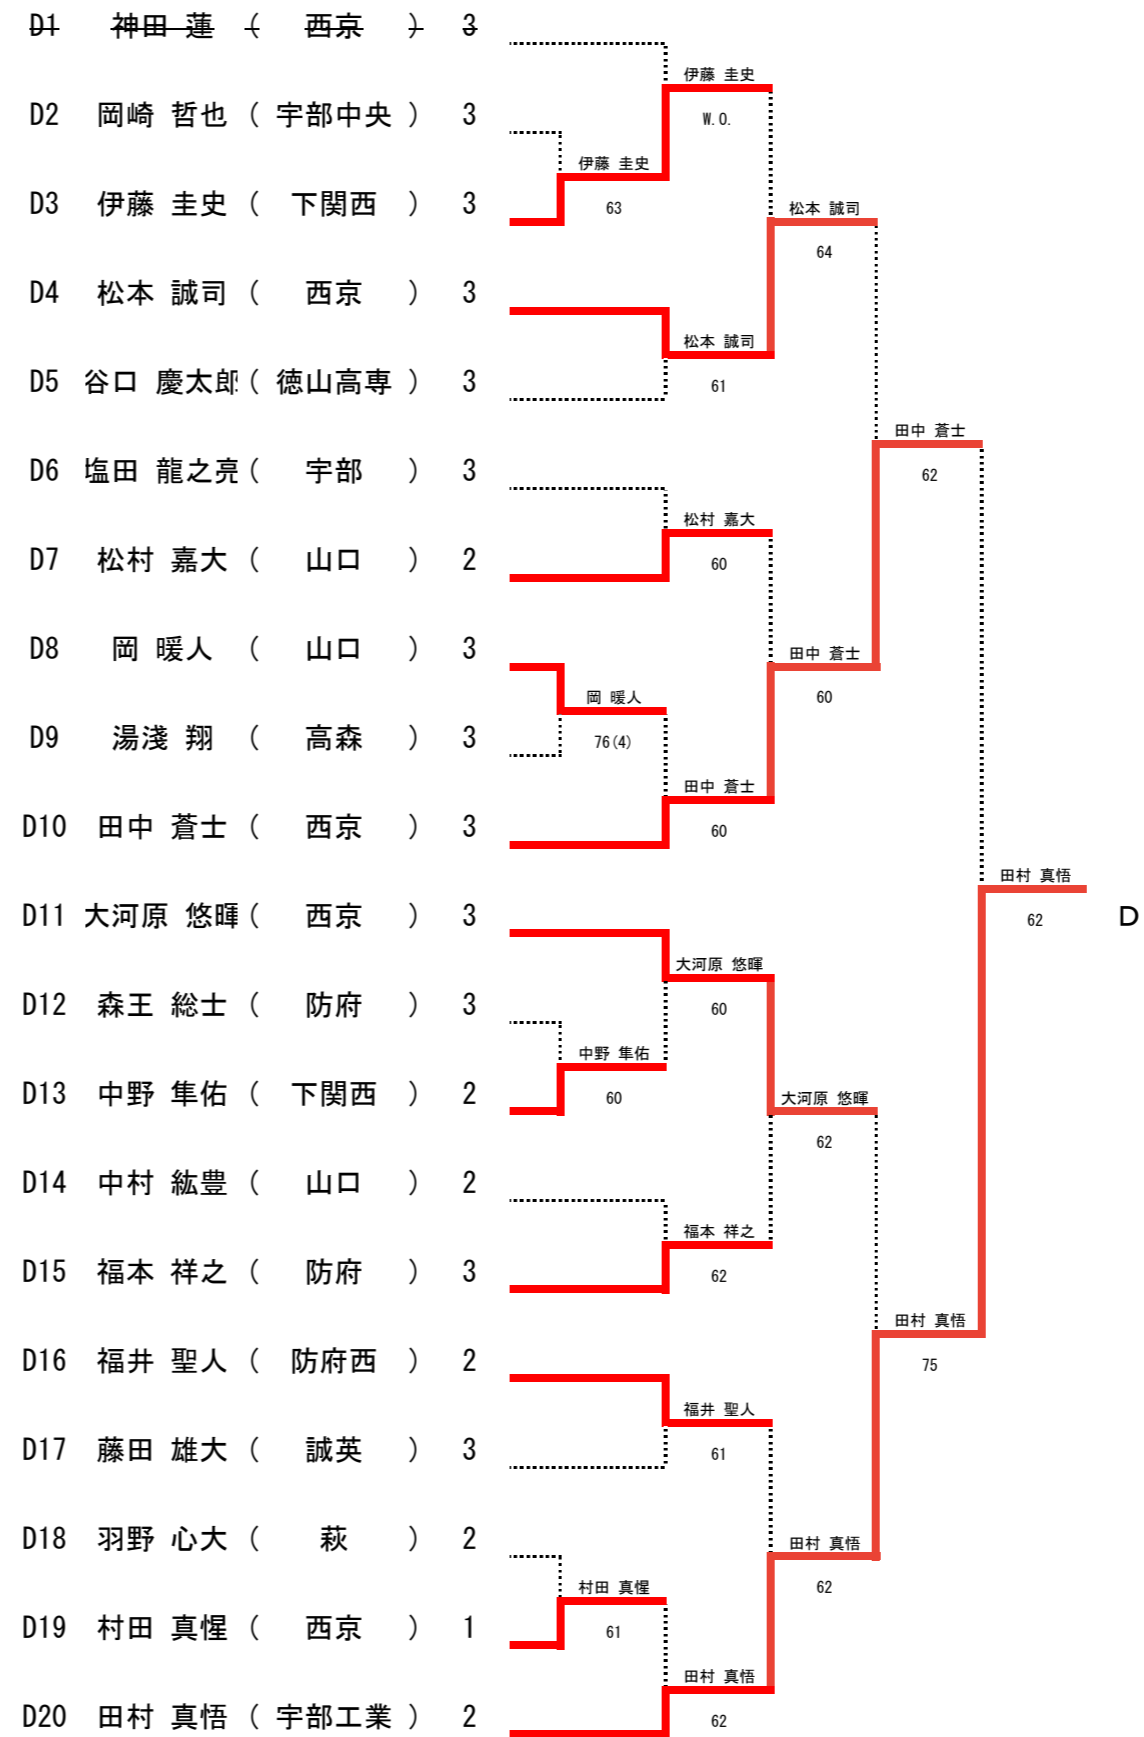 D1 神田 蓮 ( 西京 ) 3
伊藤 圭史
D2 岡崎 哲也 ( 宇部中央 ) 3
W.O.
伊藤 圭史
D3 伊藤 圭史 ( 下関西 ) 3
63
松本 誠司
64
D4 松本 誠司 ( 西京 ) 3
松本 誠司
D5 谷口 慶太郎 ( 徳山高専 ) 3
61
田中 蒼士
D6 塩田 龍之亮 ( 宇部 ) 3
62
松村 嘉大
D7 松村 嘉大 ( 山口 ) 2
60
D8 岡 暖人 ( 山口 ) 3
田中 蒼士
岡 暖人
60
D9 湯淺 翔 ( 高森 ) 3
76(4)
田中 蒼士
D10 田中 蒼士 ( 西京 ) 3
60
田村 真悟
D11 大河原 悠暉 ( 西京 ) 3
62
D
大河原 悠暉
D12 森王 総士 ( 防府 ) 3
60
中野 隼佑
D13 中野 隼佑 ( 下関西 ) 2
60
大河原 悠暉
62
D14 中村 紘豊 ( 山口 ) 2
福本 祥之
D15 福本 祥之 ( 防府 ) 3
62
田村 真悟
D16 福井 聖人 ( 防府西 ) 2
75
福井 聖人
D17 藤田 雄大 ( 誠英 ) 3
61
D18 羽野 心大 ( 萩 ) 2
田村 真悟
村田 真惺
62
D19 村田 真惺 ( 西京 ) 1
61
田村 真悟
D20 田村 真悟 ( 宇部工業 ) 2
62